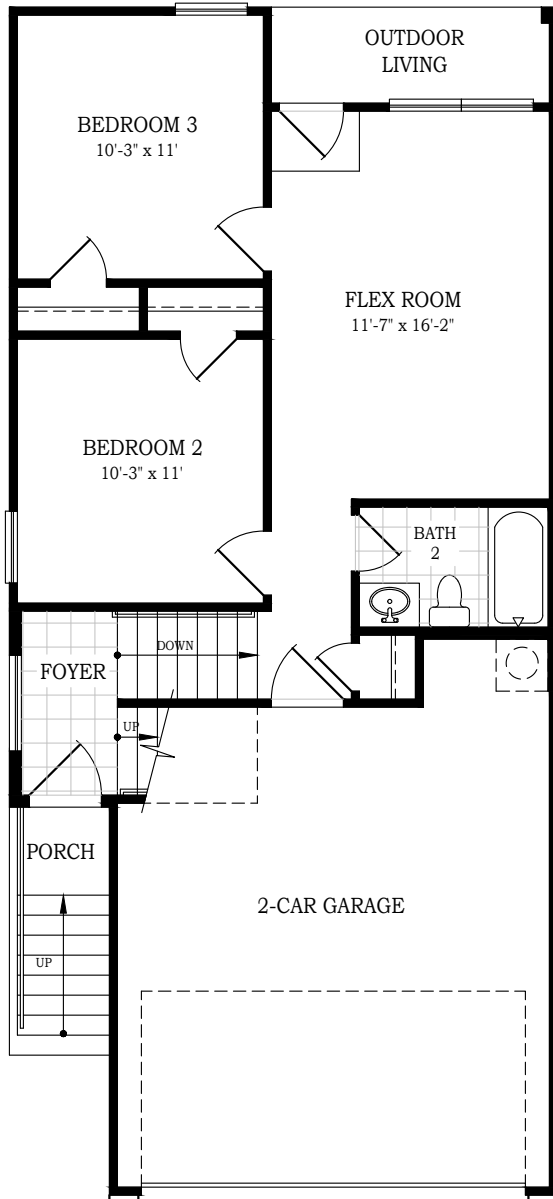 OUTDOOR
LIVING
BEDROOM 3
10'-3" x 11'
FLEX ROOM
11'-7" x 16'-2"
BEDROOM 2
10'-3" x 11'
BATH
2
DOWN
FOYER
UP
PORCH
2-CAR GARAGE
UP